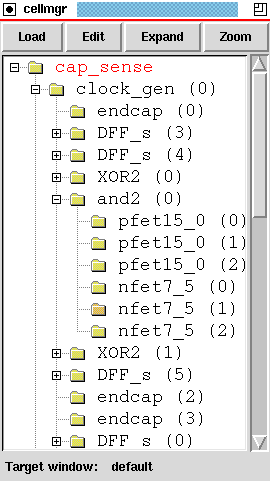 cellmgr
Load Edit Expand Zoom
cap_sense
clock_gen (0)
endcap (0)
DFF_s (3)
DFF_s (4)
XOR2 (0)
and2 (0)
pfet15_0 (0)
pfet15_0 (1)
pfet15_0 (2)
nfet7_5 (0)
nfet7_5 (1)
nfet7_5 (2)
XOR2 (1)
DFF_s (5)
endcap (2)
endcap (3)
DFF_s (0)
Target window: default